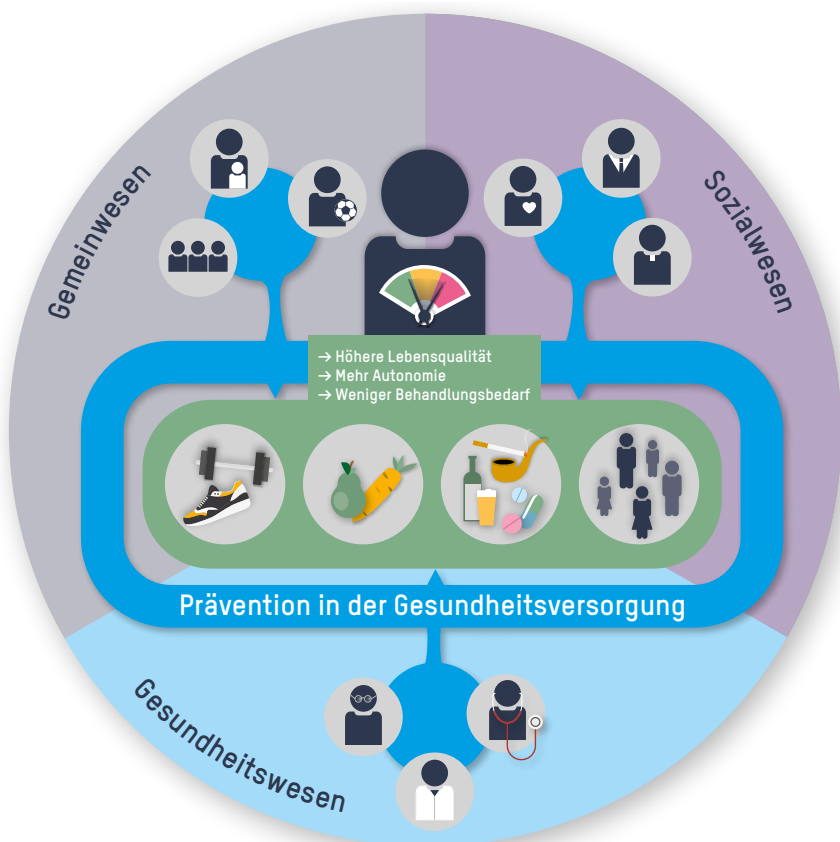 Gemeinwesen
Sozialwesen
→ Höhere Lebensqualität
→ Mehr Autonomie
→ Weniger Behandlungsbedarf
Prävention in der Gesundheitsversorgung
Gesundheitswesen